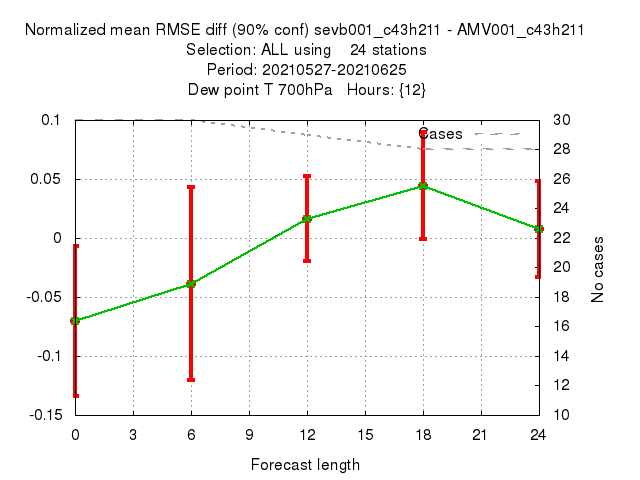 Normalized mean RMSE diff (90% conf) sevb001_c43h211 - AMV001_c43h211
Selection: ALL using    24 stations
Period: 20210527-20210625
Dew point T 700hPa   Hours: {12}
0.1
0.05
0
-0.05
-0.1
-0.15
Cases
30
28
26
24
22
20
18
16
14
12
10
No cases
0 3 6 9 12 15 18 21 24
Forecast length